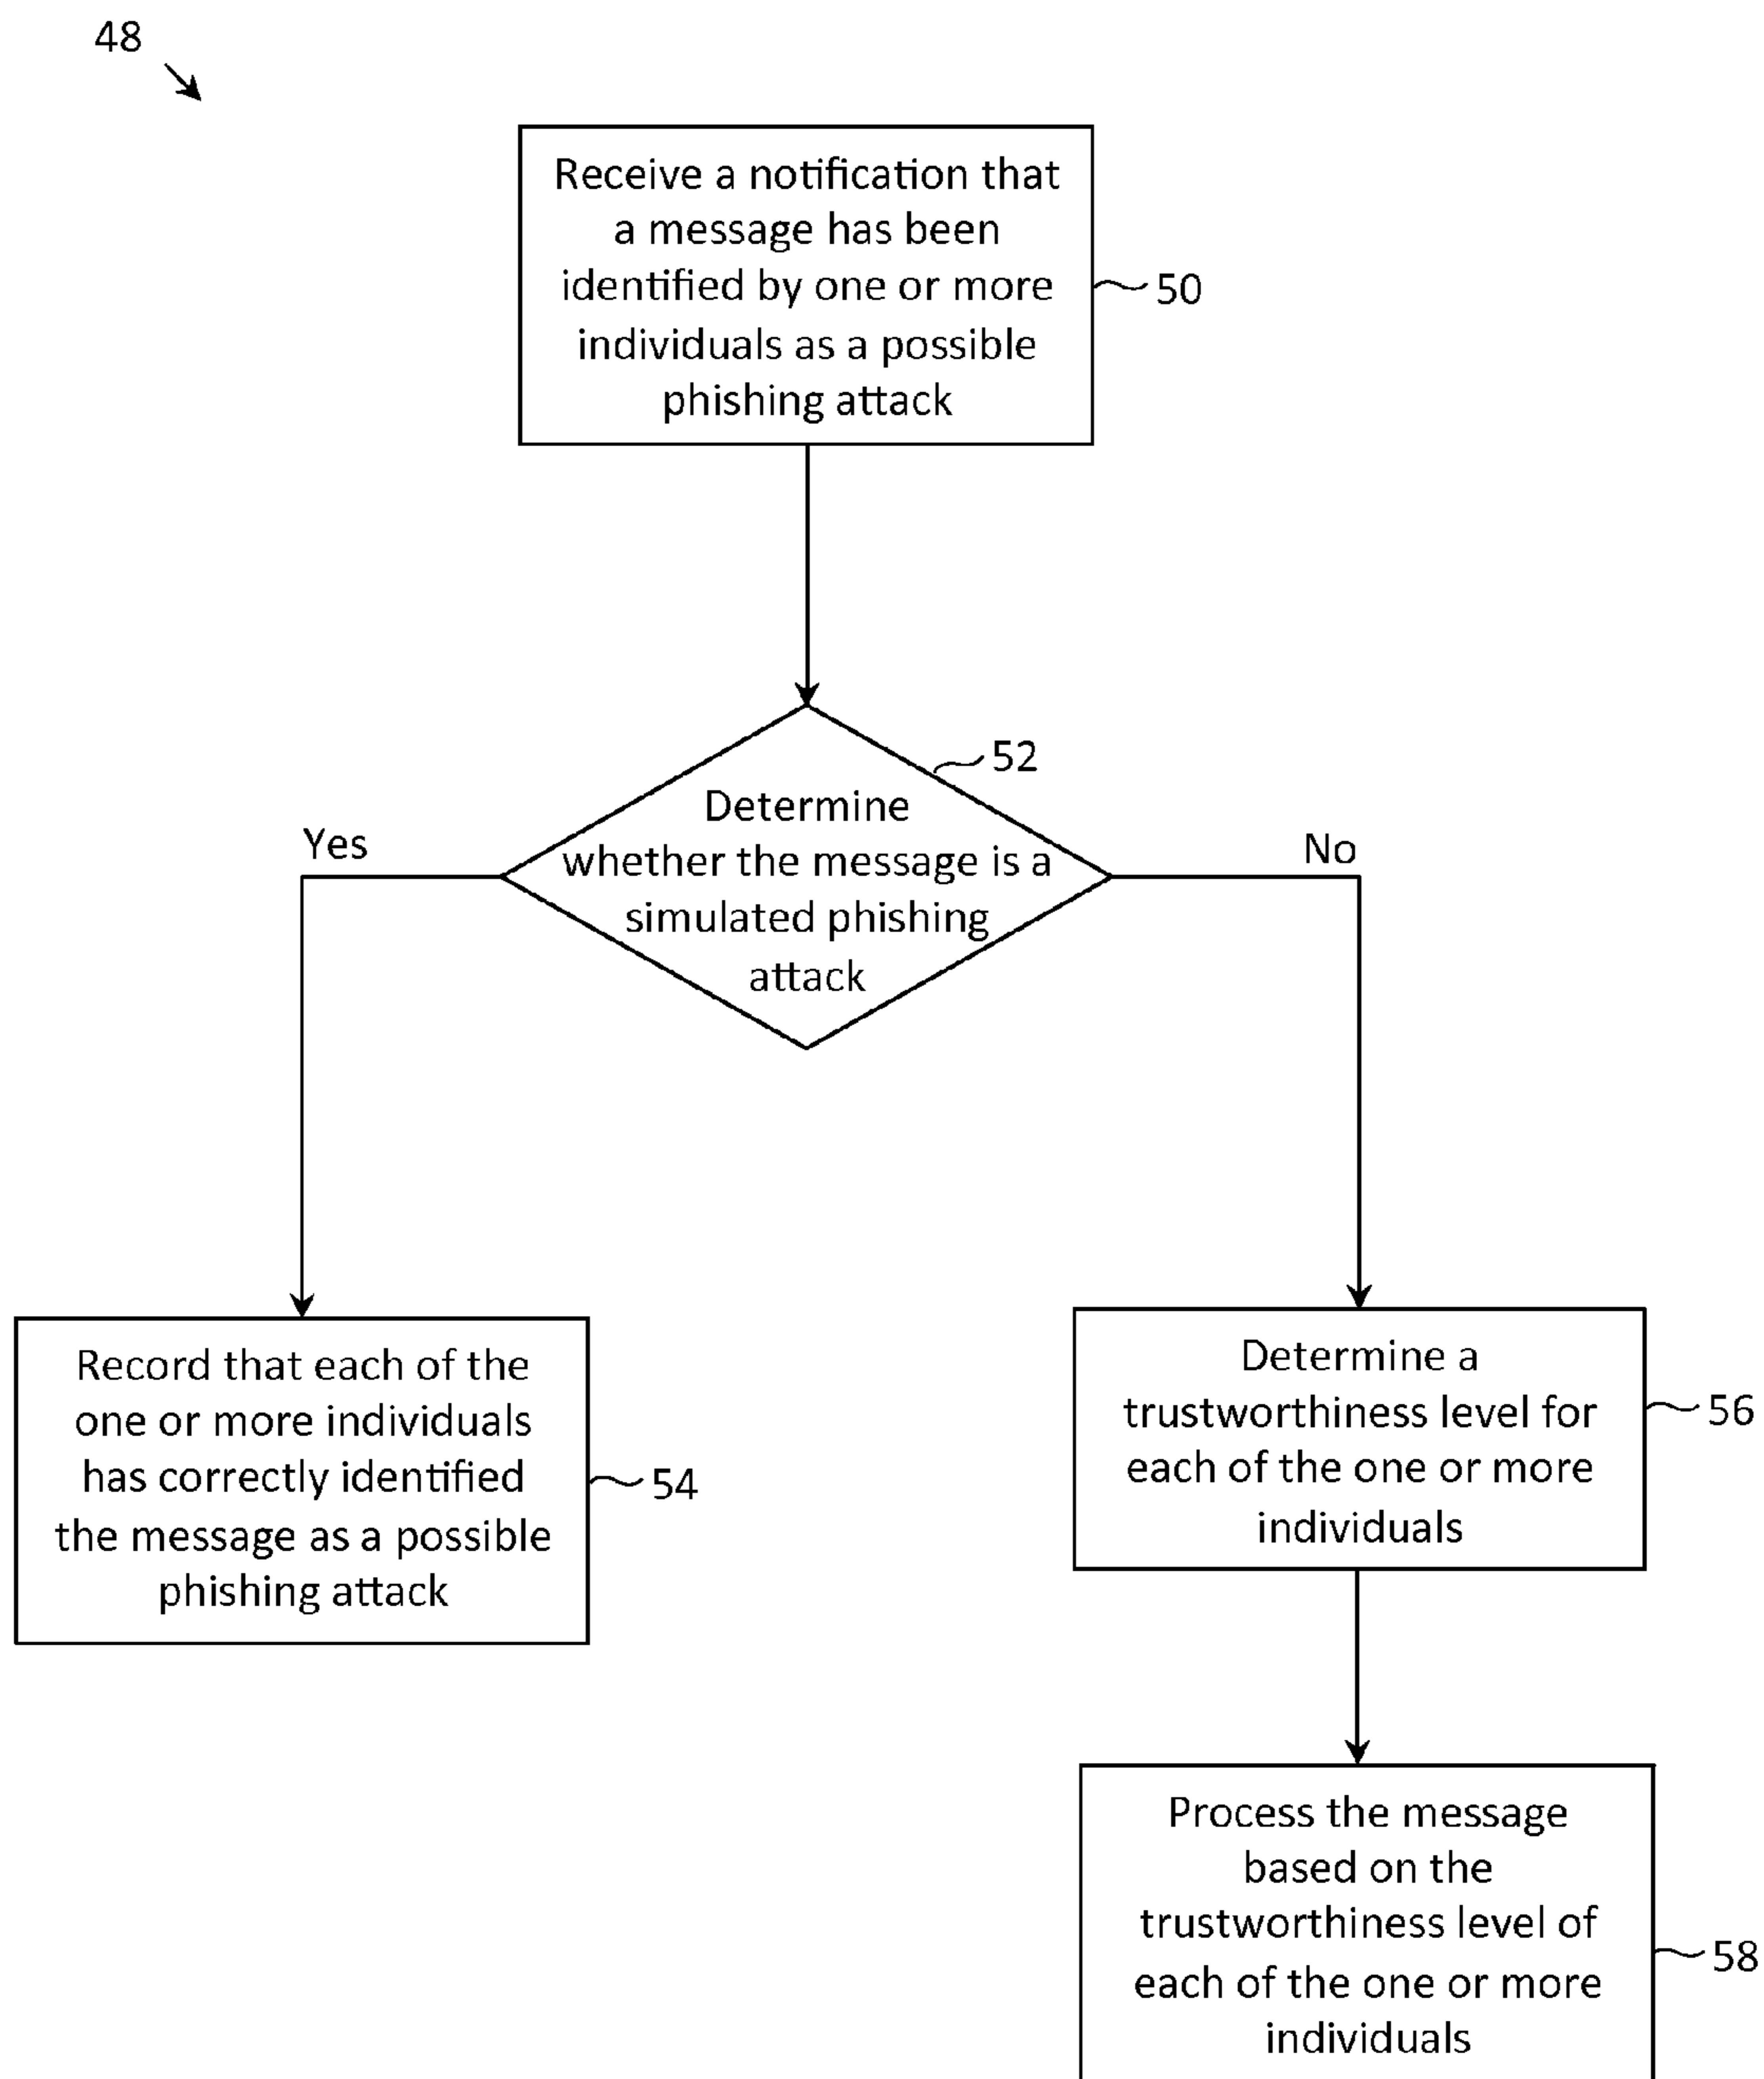 48
Receive a notification that
a message has been
identified by one or more
individuals as a possible
phishing attack
50
52
Determine
whether the message is a
simulated phishing
attack
Yes
No
Record that each of the
one or more individuals
has correctly identified
the message as a possible
phishing attack
54
Determine a
trustworthiness level for
each of the one or more
individuals
56
Process the message
based on the
trustworthiness level of
each of the one or more
individuals
58